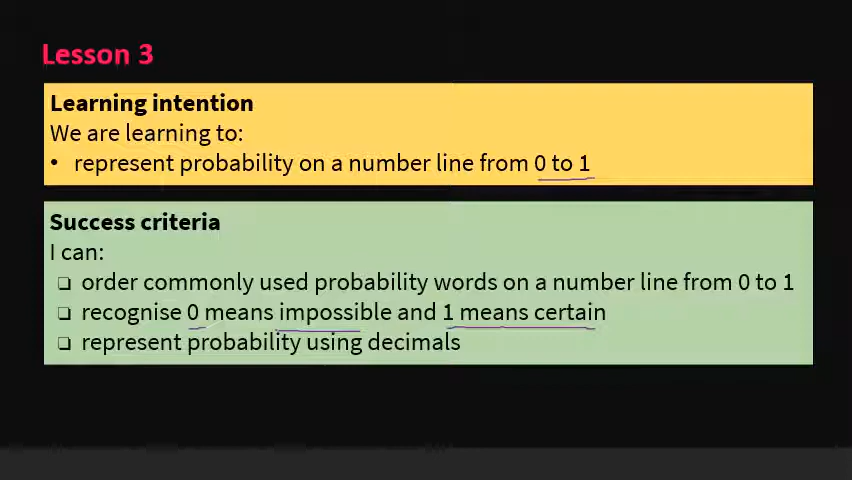 Lesson 3
Learning intention
We are learning to:
• represent probability on a number line from 0 to 1
Success criteria
I can:
❑ order commonly used probability words on a number line from 0 to 1
❑ recognise 0 means impossible and 1 means certain
❑ represent probability using decimals